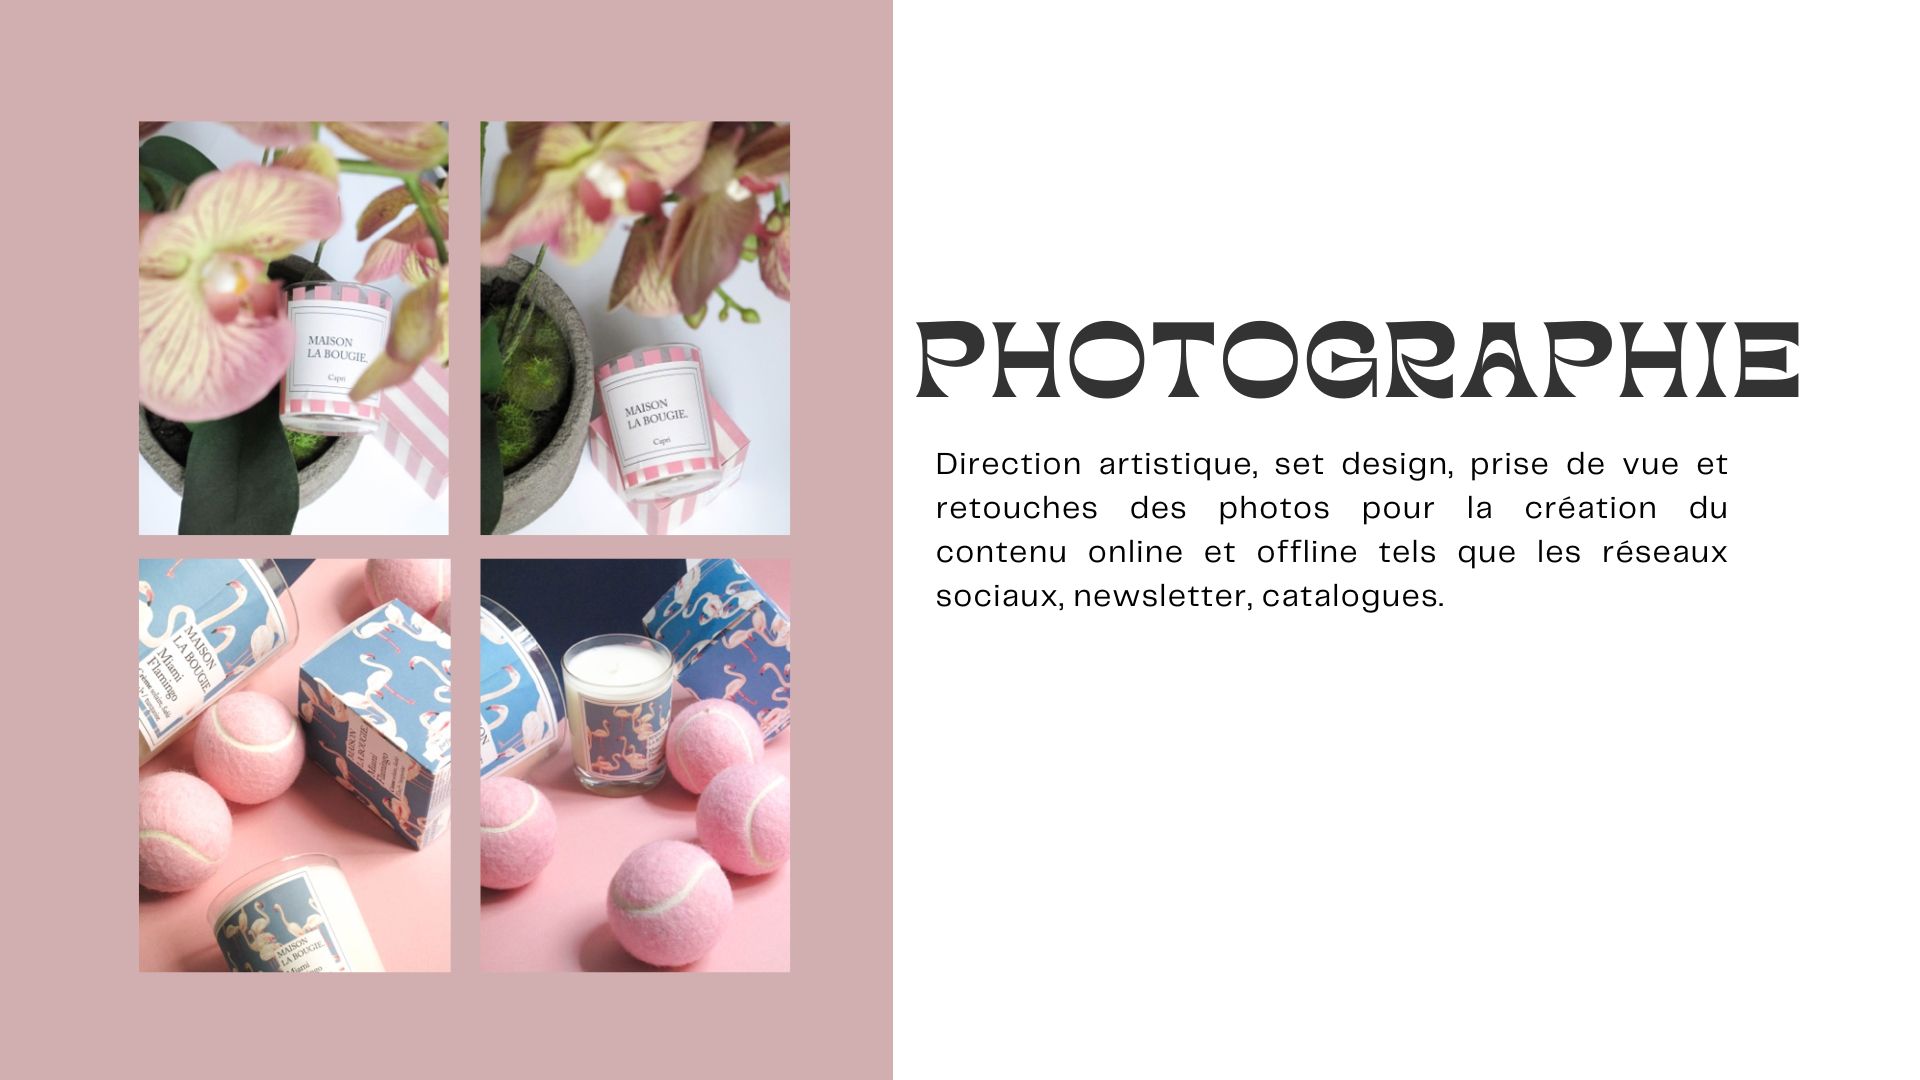 MAISON
LA BOUGIE.
Capri
MAISON
LA BOUGIE.
Capri
MAISON
LA BOUGIE
Miami
Flamingo
MAISON
LA BOUGIE
Miami
Flamingo
MAISON
LA BOUGIE.
Miami
PHOTOGRAPHIE
Direction artistique, set design, prise de vue et
retouches des photos pour la création du
contenu online et offline tels que les réseaux
sociaux, newsletter, catalogues.